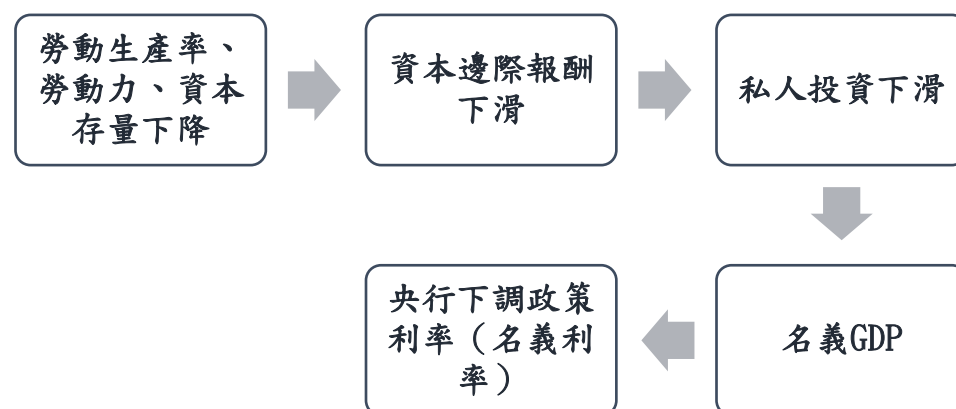 勞動生產率、
勞動力、資本
存量下降
資本邊際報酬
下滑
私人投資下滑
名義GDP
央行下調政策
利率（名義利
率）